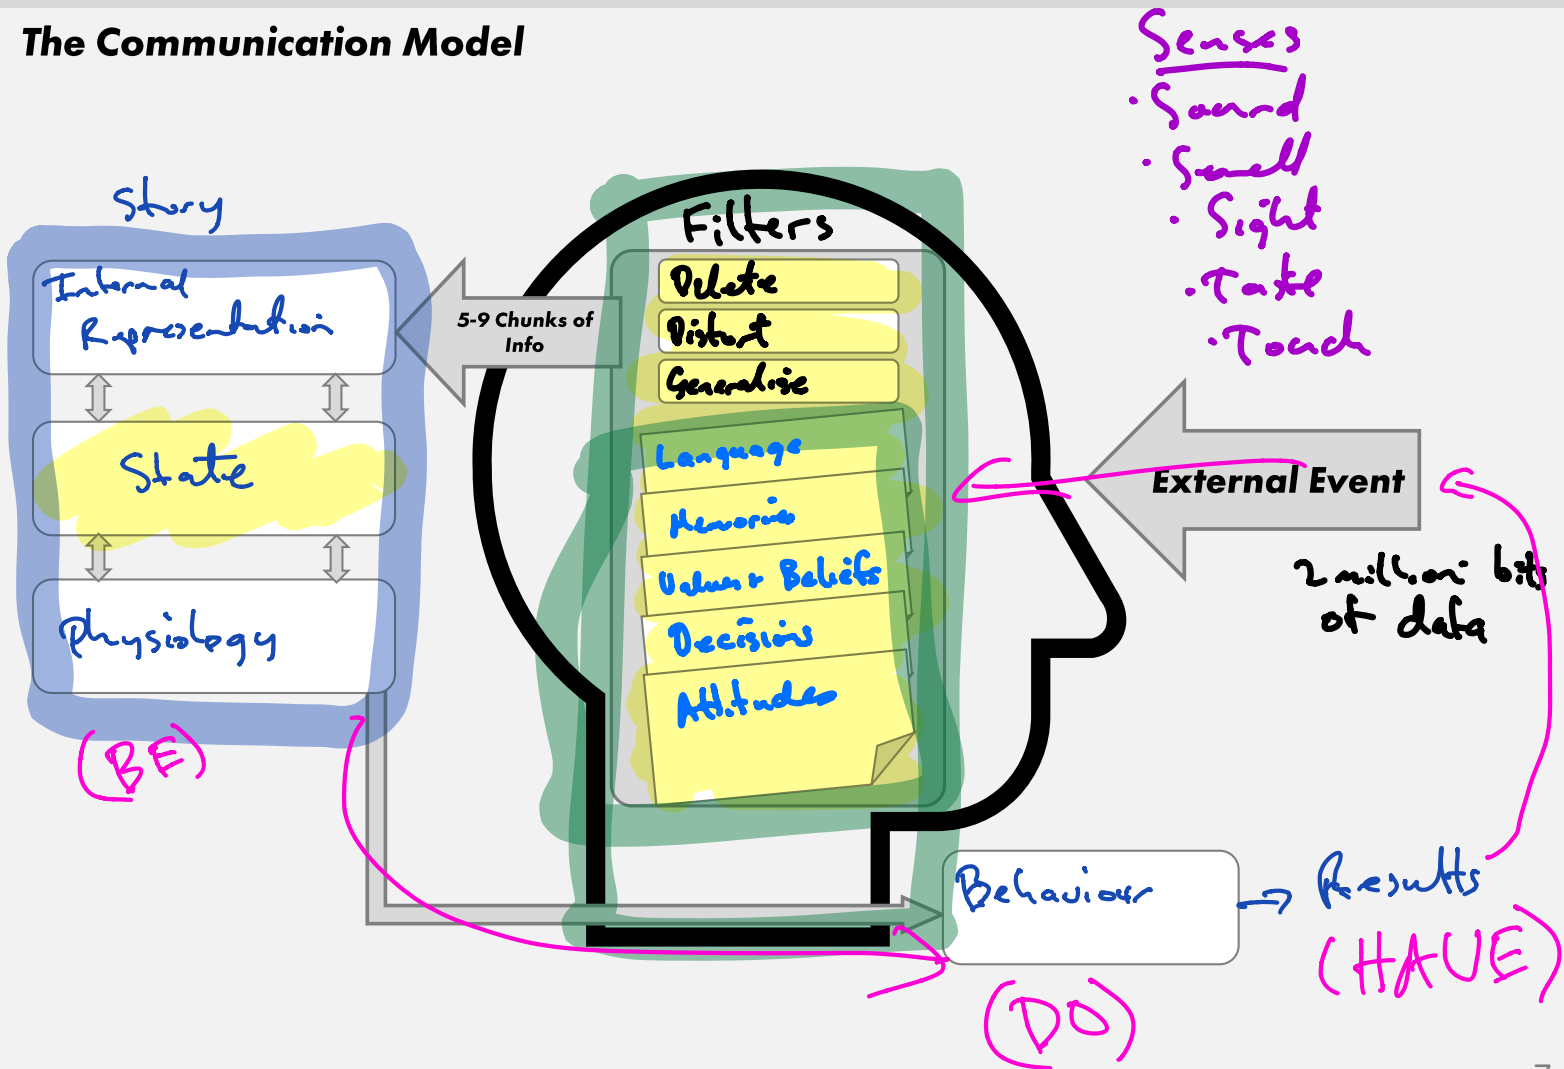 The Communication Model
Senses
· Sound
· Smell
· Sight
· Taste
· Touch
Story
Internal
Representation
State
Physiology
(BE)
5-9 Chunks of
Info
Filters
Delete
Distort
Generalise
Language
Memories
Values + Beliefs
Decisions
Attitudes
External Event
2 million bits
of data
Behaviour
Results
(DO)
(HAVE)